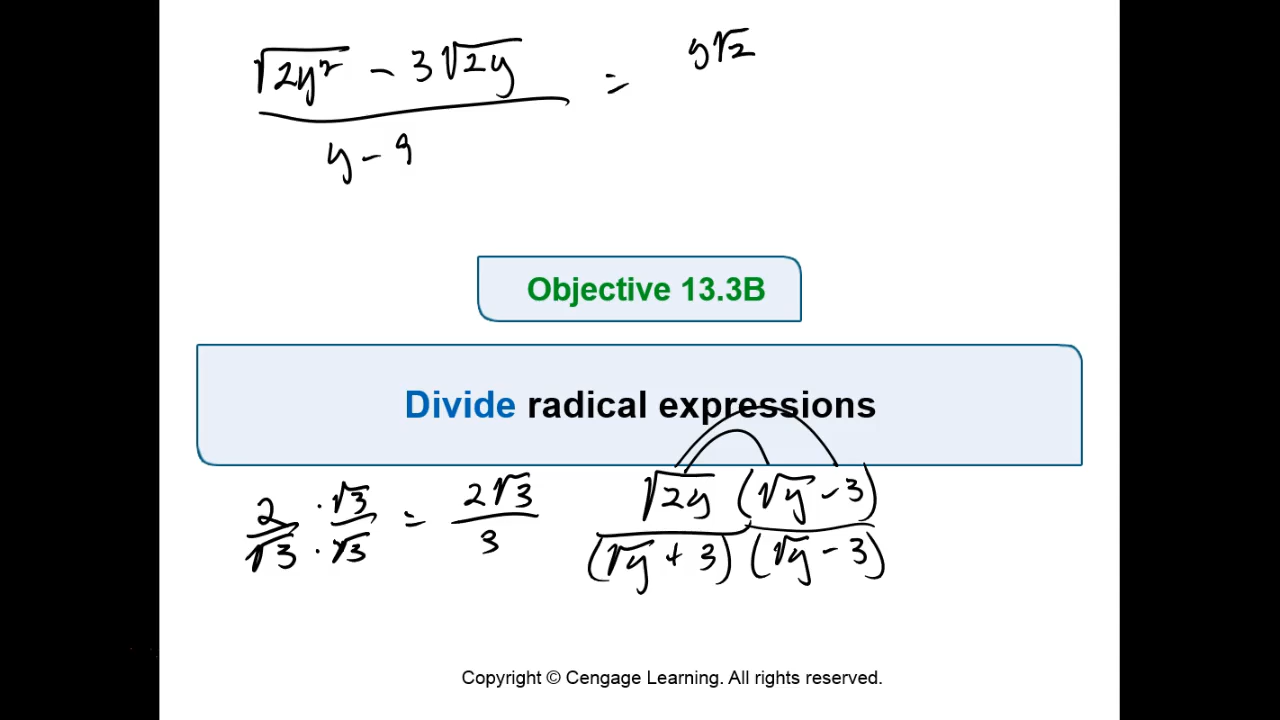 √(2y²) − 3√(2y) / y − 9 = y√2
Objective 13.3B
Divide radical expressions
2/√3 · √3/√3 = 2√3/3
√(2y) (√y − 3) / (√y + 3) (√y − 3)
Copyright © Cengage Learning. All rights reserved.